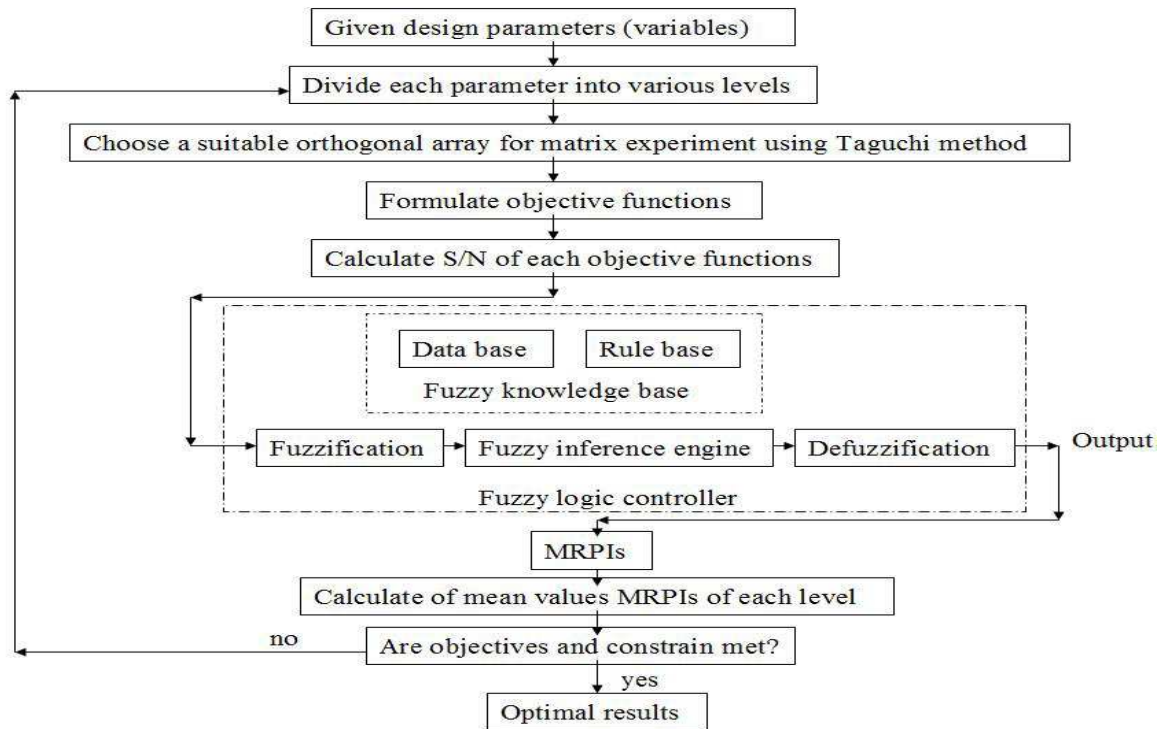 Given design parameters (variables)
Divide each parameter into various levels
Choose a suitable orthogonal array for matrix experiment using Taguchi method
Formulate objective functions
Calculate S/N of each objective functions
Data base
Rule base
Fuzzy knowledge base
Fuzzification
Fuzzy inference engine
Defuzzification
Output
Fuzzy logic controller
MRPIs
Calculate of mean values MRPIs of each level
no
Are objectives and constrain met?
yes
Optimal results